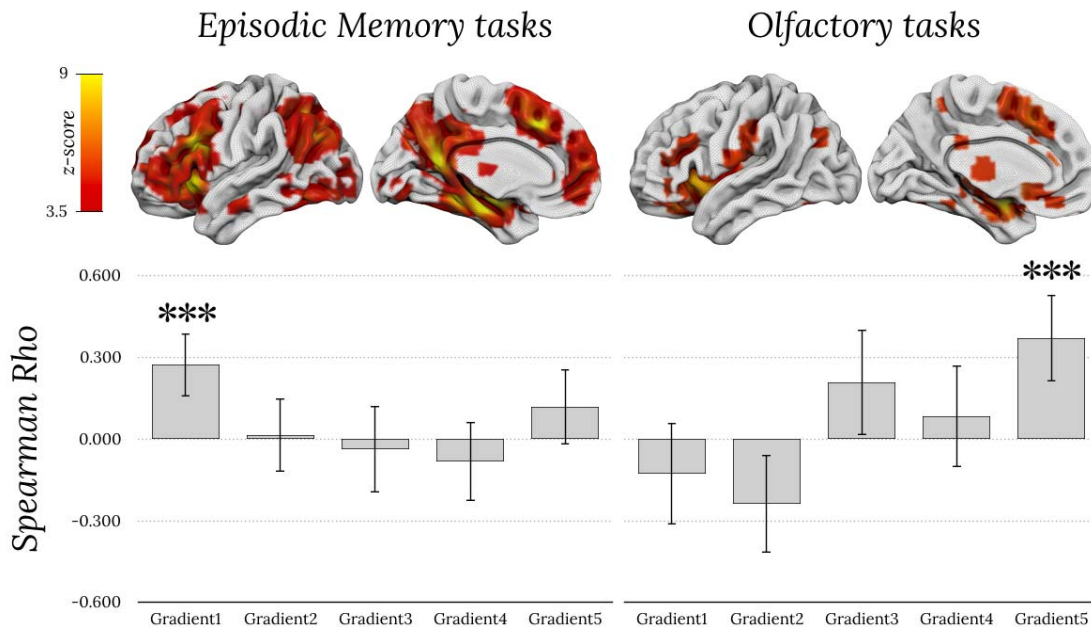 Episodic Memory tasks
Olfactory tasks
9
z-score
3.5
0.600
***
***
0.300
0.000
-0.300
-0.600
Spearman Rho
Gradient1 Gradient2 Gradient3 Gradient4 Gradient5
Gradient1 Gradient2 Gradient3 Gradient4 Gradient5